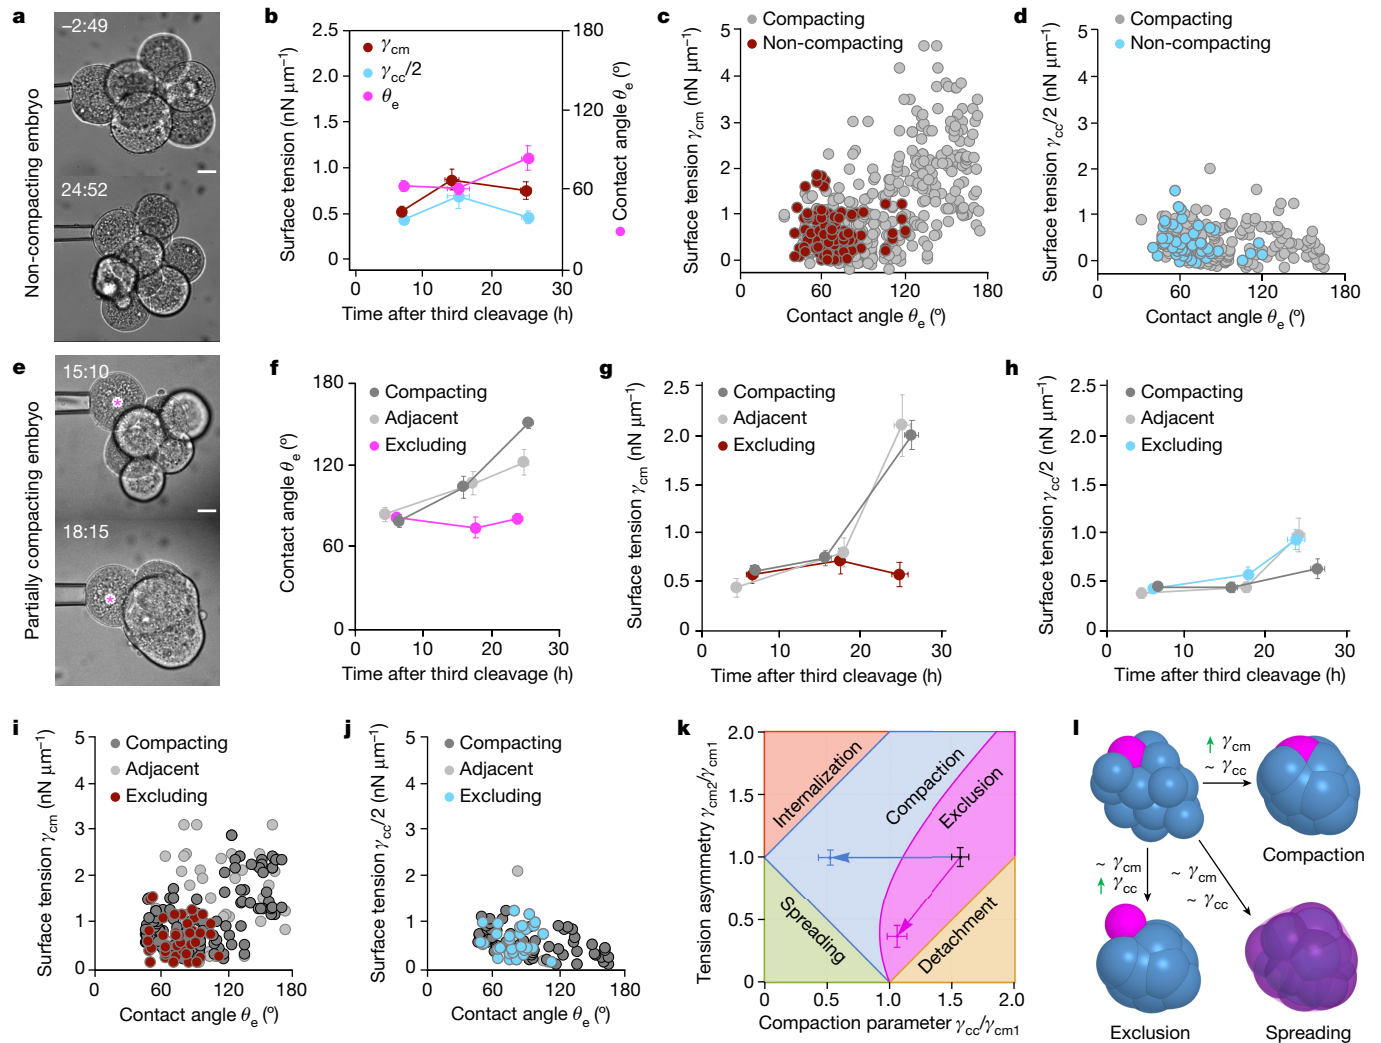 a
−2:49
24:52
Non-compacting embryo
b
2.5
2.0
1.5
1.0
0.5
0
180
120
60
0
γcm
γcc/2
θe
Surface tension (nN μm−1)
Contact angle θe (º)
0
10
20
30
Time after third cleavage (h)
c
Compacting
Non-compacting
5
4
3
2
1
0
Surface tension γcm (nN μm−1)
0
60
120
180
Contact angle θe (º)
d
Compacting
Non-compacting
5
4
3
2
1
0
Surface tension γcc/2 (nN μm−1)
0
60
120
180
Contact angle θe (º)
e
15:10
*
18:15
*
Partially compacting embryo
f
180
120
60
0
Compacting
Adjacent
Excluding
Contact angle θe (º)
0
10
20
30
Time after third cleavage (h)
g
2.5
2.0
1.5
1.0
0.5
0
Compacting
Adjacent
Excluding
Surface tension γcm (nN μm−1)
0
10
20
30
Time after third cleavage (h)
h
2.5
2.0
1.5
1.0
0.5
0
Compacting
Adjacent
Excluding
Surface tension γcc/2 (nN μm−1)
0
10
20
30
Time after third cleavage (h)
i
5
4
3
2
1
0
Compacting
Adjacent
Excluding
Surface tension γcm (nN μm−1)
0
60
120
180
Contact angle θe (º)
j
5
4
3
2
1
0
Compacting
Adjacent
Excluding
Surface tension γcc/2 (nN μm−1)
0
60
120
180
Contact angle θe (º)
k
2.0
1.5
1.0
0.5
0
Internalization
Compaction
Exclusion
Spreading
Detachment
Tension asymmetry γcm2/γcm1
0
0.5
1.0
1.5
2.0
Compaction parameter γcc/γcm1
l
↑ γcm
~ γcc
Compaction
~ γcm
↑ γcc
~ γcm
~ γcc
Exclusion
Spreading